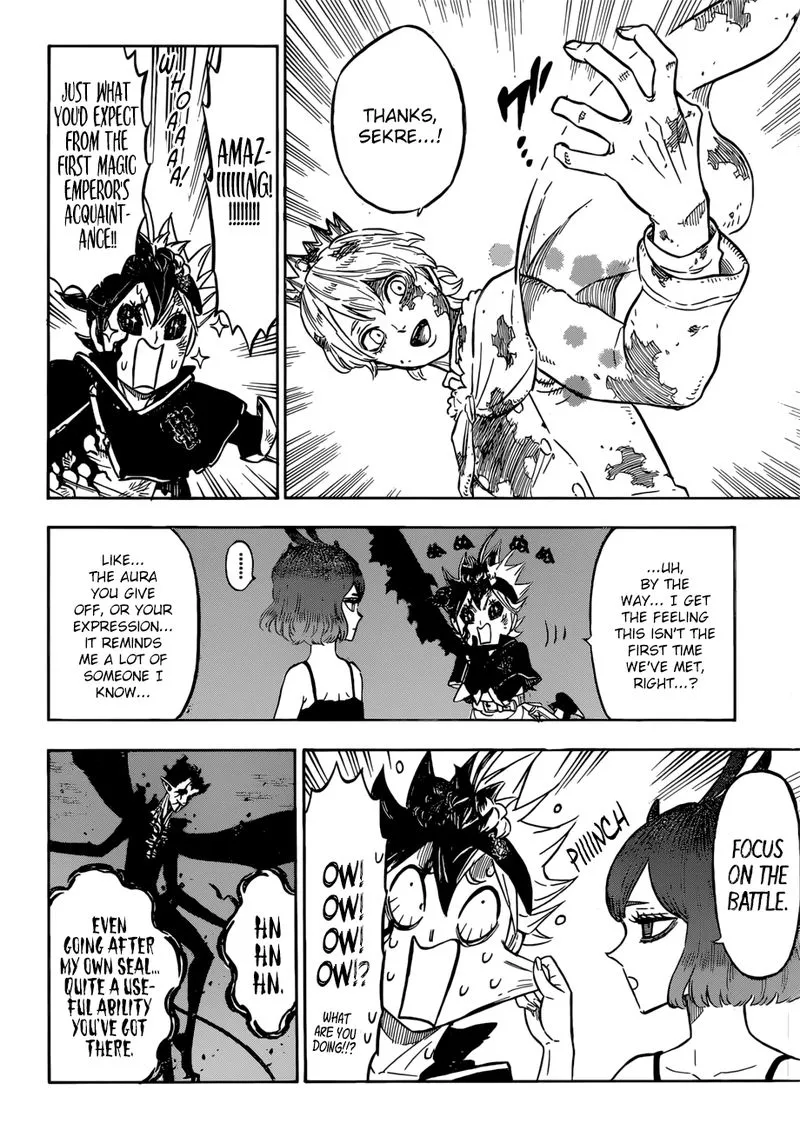 THANKS,
SEKRE...!
グッ…
AMAZ-
IIIIIING!
!!!!!!!!
WHOAAAA!
JUST WHAT
YOU'D EXPECT
FROM THE
FIRST MAGIC
EMPEROR'S
ACQUAINT-
ANCE!!
...UH,
BY THE
WAY... I GET
THE FEELING
THIS ISN'T THE
FIRST TIME
WE'VE MET,
RIGHT...?
......
LIKE...
THE AURA
YOU GIVE
OFF, OR YOUR
EXPRESSION...
IT REMINDS
ME A LOT OF
SOMEONE I
KNOW...
FOCUS
ON THE
BATTLE.
PIIIINCH
OW!
OW!
OW!
OW!?
WHAT
ARE YOU
DOING!!?
HN
HN
HN.
EVEN
GOING AFTER
MY OWN SEAL...
QUITE A USE-
FUL ABILITY
YOU'VE GOT
THERE.